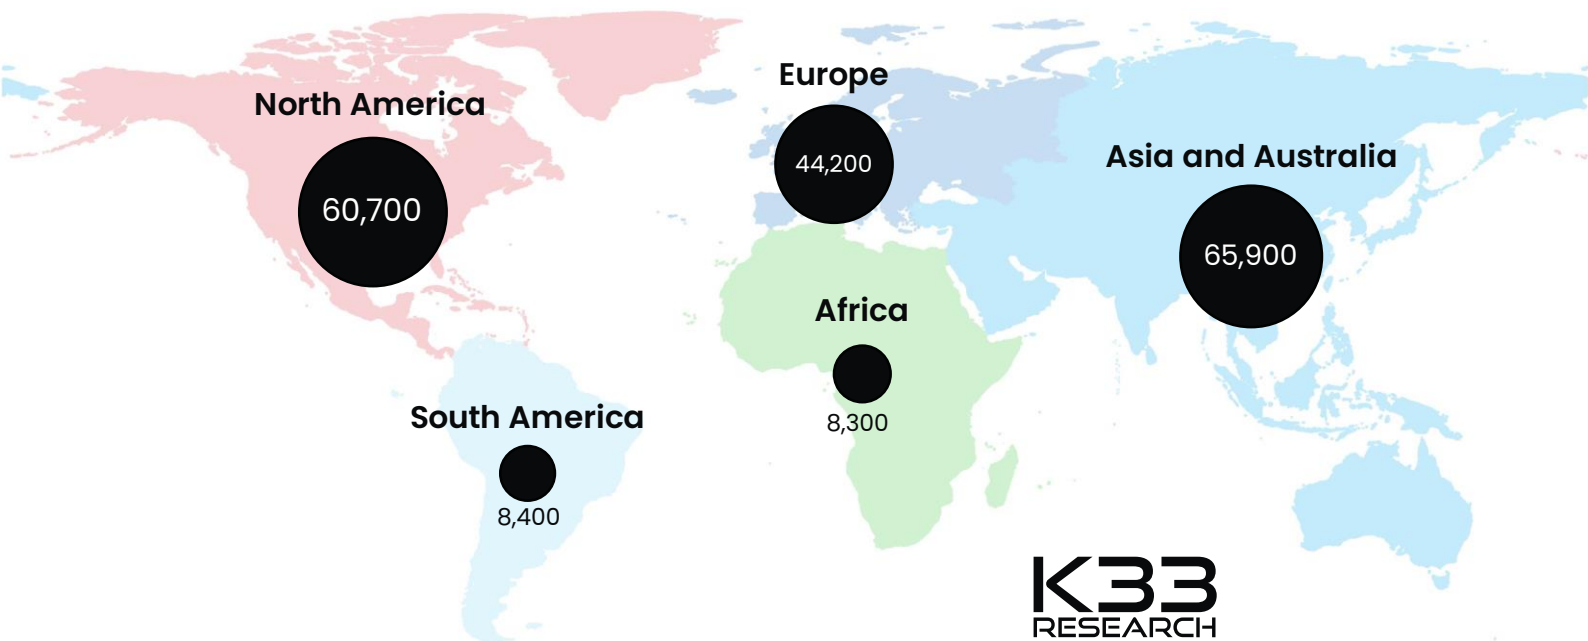 Europe
44,200
North America
60,700
Asia and Australia
65,900
Africa
8,300
South America
8,400
K33
RESEARCH